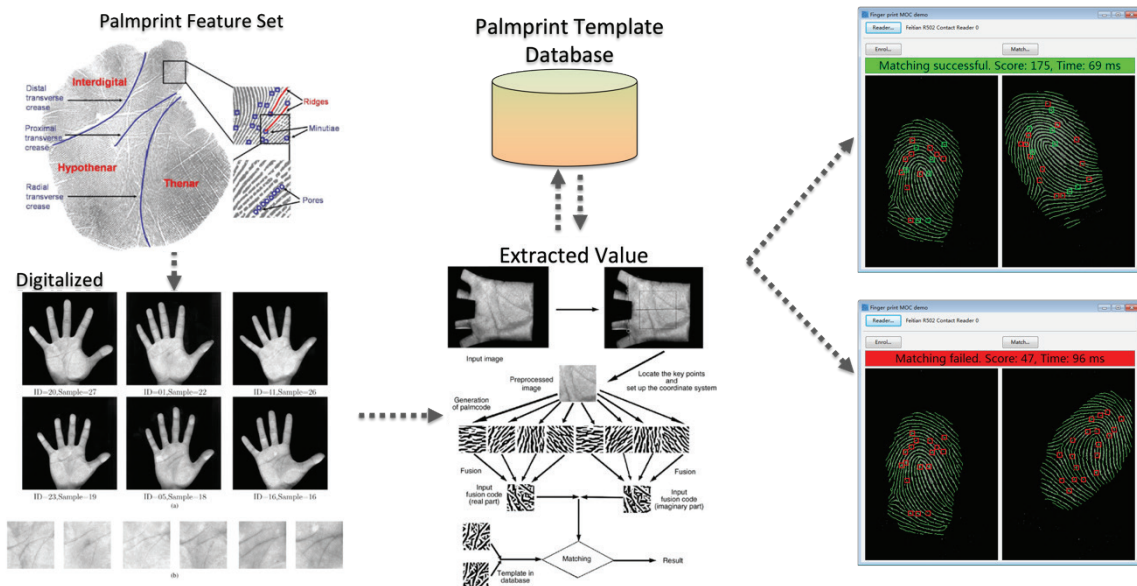 Palmprint Feature Set
Interdigital
Distal
transverse
crease
Proximal
transverse
crease
Hypothenar
Thenar
Radial
transverse
crease
Ridges
Minutiae
Pores
Digitalized
ID=20,Sample=27
ID=01,Sample=22
ID=41,Sample=26
ID=23,Sample=19
ID=05,Sample=18
ID=16,Sample=16
(a)
(b)
Palmprint Template
Database
Extracted Value
Input image
Locate the key points
and
set up the coordinate system
Preprocessed
image
Generation
of palmcode
Fusion
Fusion
Input
fusion code
(real part)
Input
fusion code
(imaginary part)
Matching
Result
Template in
database
Finger print MOC demo
Reader...
Feitian R502 Contact Reader 0
Enrol...
Match...
Matching successful. Score: 175, Time: 69 ms
Finger print MOC demo
Reader...
Feitian R502 Contact Reader 0
Enrol...
Match...
Matching failed. Score: 47, Time: 96 ms